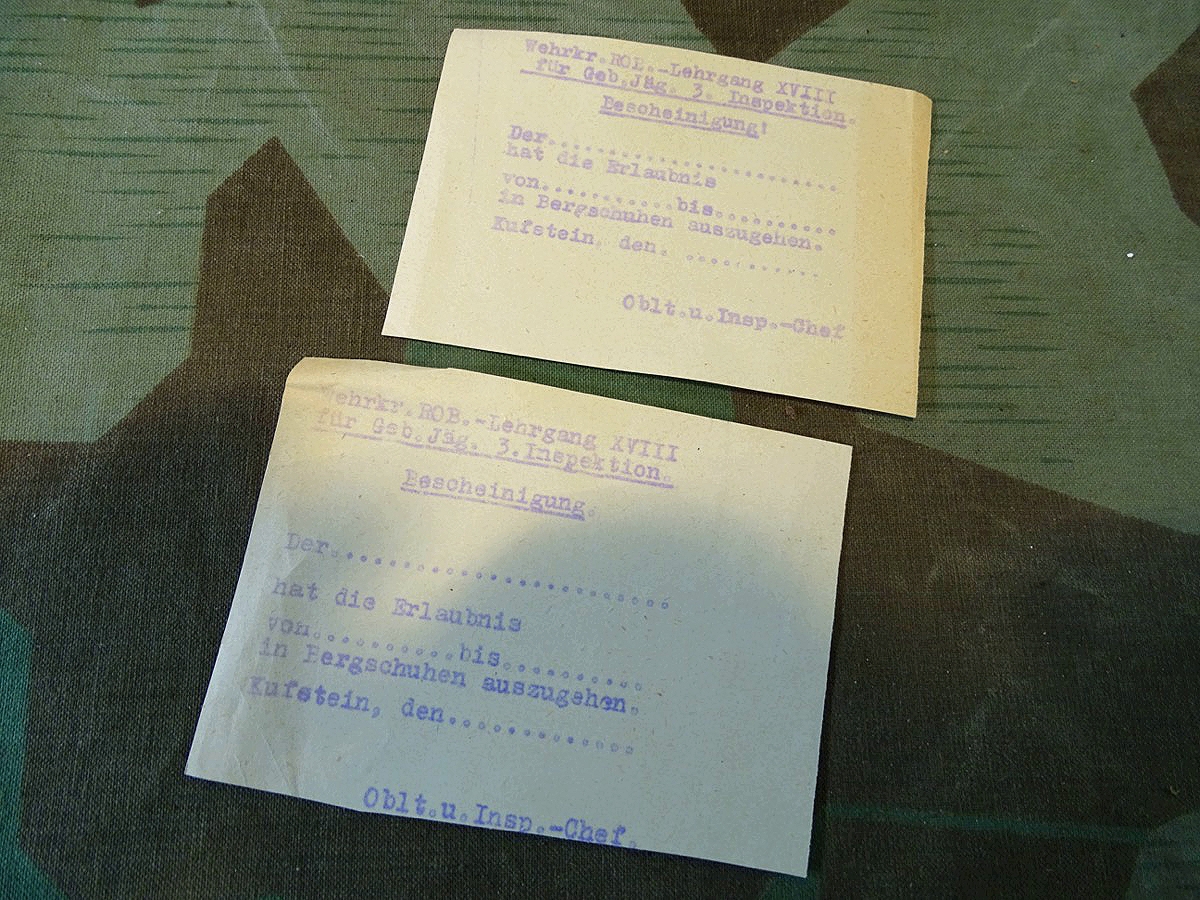 Wehrkr.ROB.-Lehrgang XVIII
für Geb.Jäg. 3. Inspektion.
Bescheinigung!
Der.........................
hat die Erlaubnis
von............bis..........
in Bergschuhen auszugehen.
Kufstein, den. ...........
Oblt.u.Insp.-Chef
Wehrkr.ROB.-Lehrgang XVIII
für Geb.Jäg. 3.Inspektion.
Bescheinigung.
Der.......................
hat die Erlaubnis
von..........bis..........
in Bergschuhen auszugehen.
Kufstein, den.............
Oblt.u.Insp.-Chef.